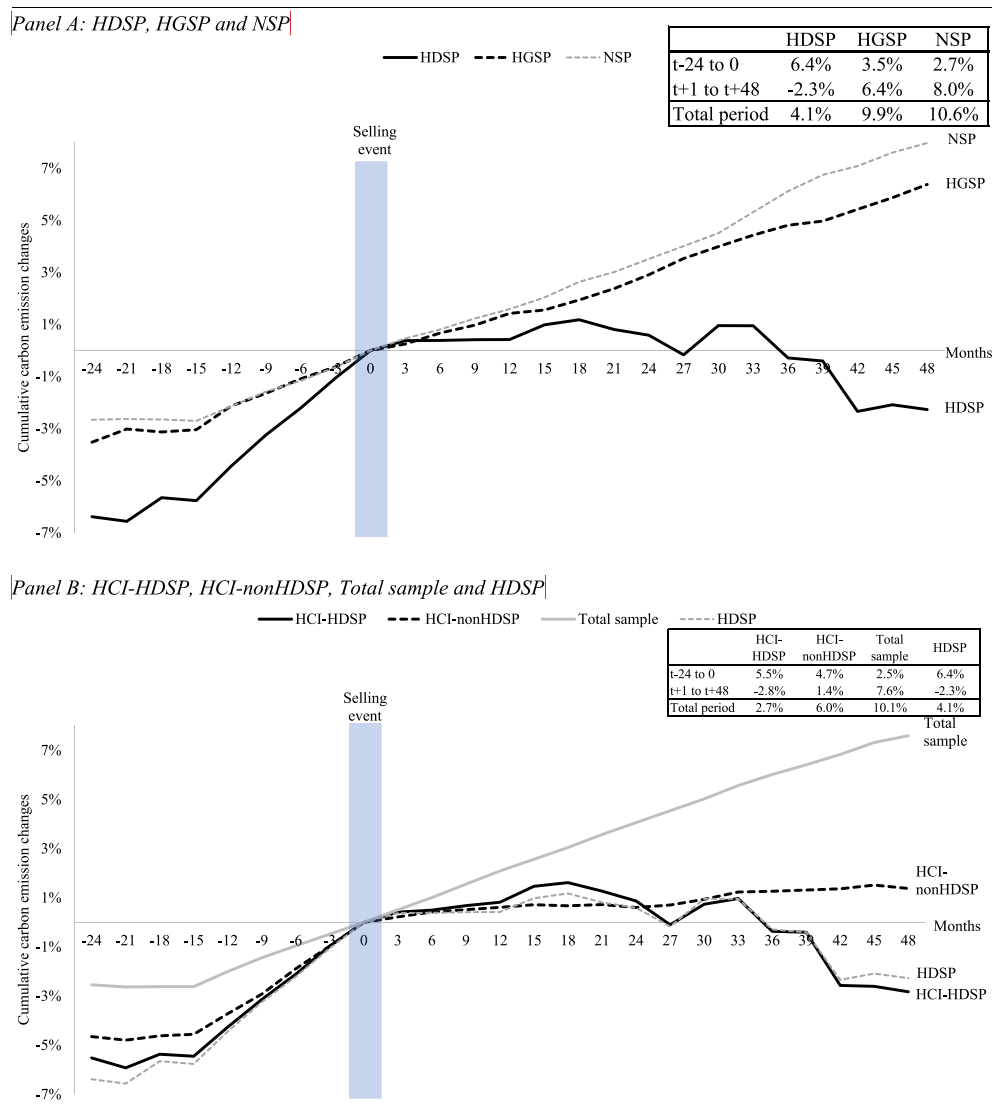 Panel A: HDSP, HGSP and NSP
HDSP HGSP NSP
HDSP HGSP NSP
t-24 to 0 6.4% 3.5% 2.7%
t+1 to t+48 -2.3% 6.4% 8.0%
Total period 4.1% 9.9% 10.6%
Selling
event
NSP
HGSP
7%
5%
3%
1%
-1%
-3%
-5%
-7%
Cumulative carbon emission changes
Months
-24 -21 -18 -15 -12 -9 -6 -3 0 3 6 9 12 15 18 21 24 27 30 33 36 39 42 45 48
HDSP
Panel B: HCI-HDSP, HCI-nonHDSP, Total sample and HDSP
HCI-HDSP HCI-nonHDSP Total sample HDSP
HCI-
HDSP
HCI-
nonHDSP
Total
sample
HDSP
t-24 to 0 5.5% 4.7% 2.5% 6.4%
t+1 to t+48 -2.8% 1.4% 7.6% -2.3%
Total period 2.7% 6.0% 10.1% 4.1%
Selling
event
Total
sample
7%
5%
3%
1%
-1%
-3%
-5%
-7%
Cumulative carbon emission changes
HCI-
nonHDSP
Months
-24 -21 -18 -15 -12 -9 -6 -3 0 3 6 9 12 15 18 21 24 27 30 33 36 39 42 45 48
HDSP
HCI-HDSP